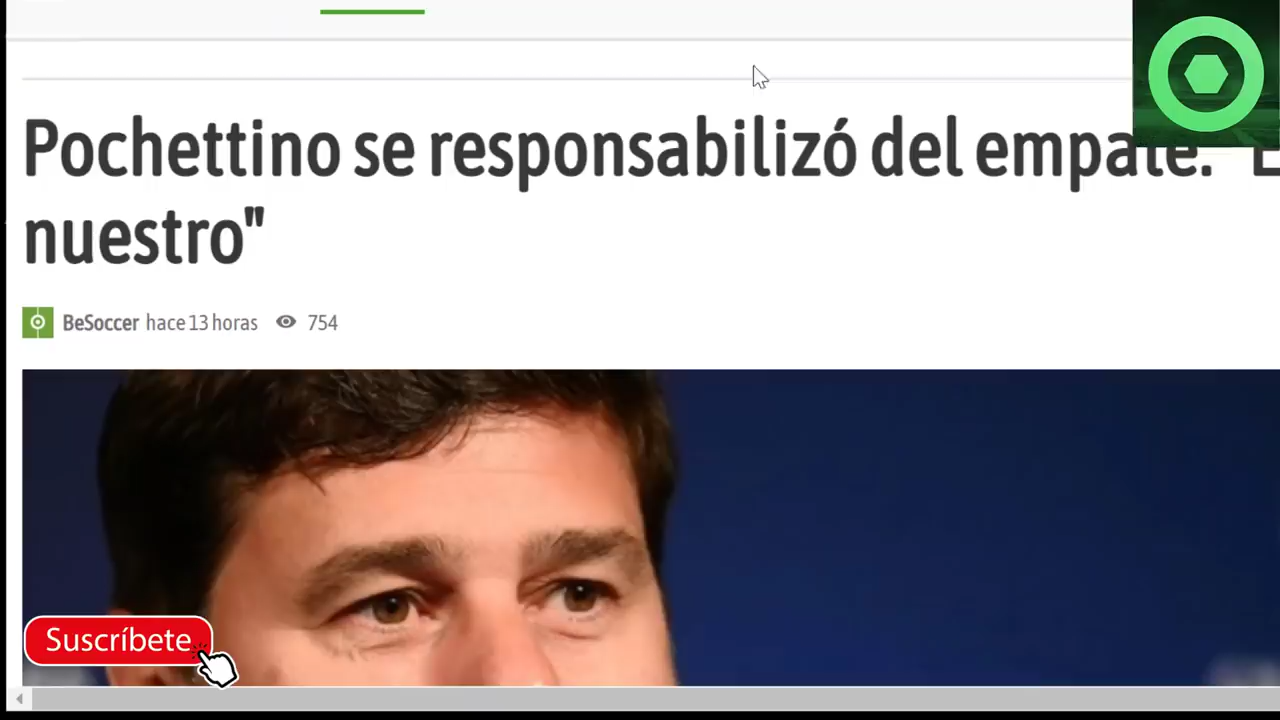 Pochettino se responsabilizó del empate: "E
nuestro"
BeSoccer hace 13 horas 754
Suscríbete